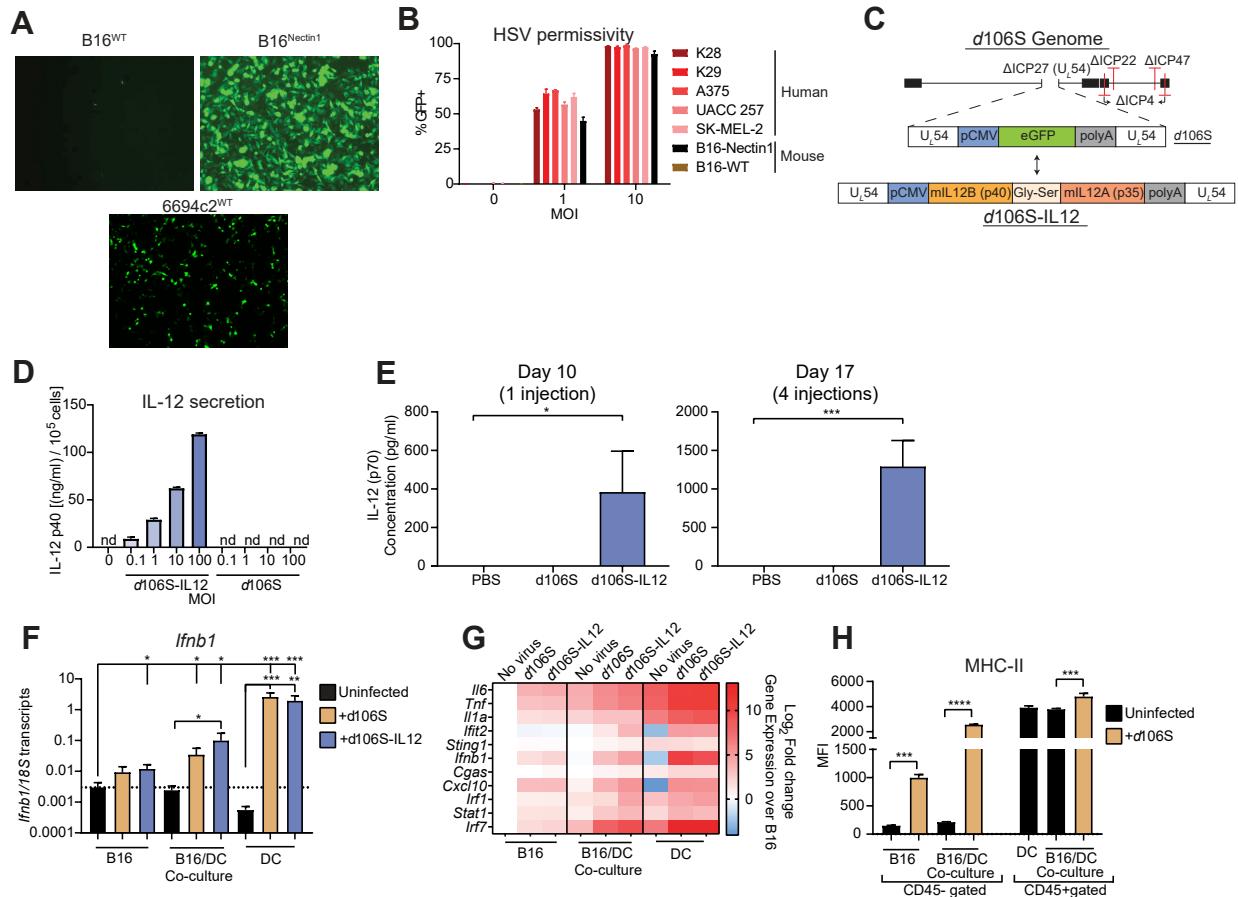 A
B16WT
B16Nectin1
6694c2WT
B
HSV permissivity
%GFP+
100
75
50
25
0
0
1
10
MOI
K28
K29
A375
UACC 257
SK-MEL-2
B16-Nectin1
B16-WT
Human
Mouse
C
d106S Genome
ΔICP27 (UL54)
ΔICP22
ΔICP47
ΔICP4
UL54 pCMV eGFP polyA UL54 d106S
UL54 pCMV mIL12B (p40) Gly-Ser mIL12A (p35) polyA UL54
d106S-IL12
D
IL-12 secretion
IL-12 p40 [(ng/ml) / 10⁵ cells]
150
100
50
0
nd nd nd nd nd
0 0.1 1 10 100 0.1 1 10 100
d106S-IL12 d106S
MOI
E
Day 10
(1 injection)
IL-12 (p70)
Concentration (pg/ml)
800
600
400
200
0
*
PBS d106S d106S-IL12
Day 17
(4 injections)
2000
1500
1000
500
0
***
PBS d106S d106S-IL12
F
Ifnb1
Ifnb1/18S transcripts
10
1
0.1
0.01
0.001
0.0001
* * * *** ***
*** **
*
Uninfected
+d106S
+d106S-IL12
B16 B16/DC DC
Co-culture
G
No virus d106S d106S-IL12 No virus d106S d106S-IL12 No virus d106S d106S-IL12
Il6
Tnf
Il1a
Ifit2
Sting1
Ifnb1
Cgas
Cxcl10
Irf1
Stat1
Irf7
B16 B16/DC DC
Co-culture
10
5
0
Log2 Fold change
Gene Expression over B16
H
MHC-II
MFI
6000
4000
2000
1500
1000
500
0
*** **** ***
Uninfected
+d106S
B16 B16/DC DC B16/DC
Co-culture Co-culture
CD45- gated CD45+gated